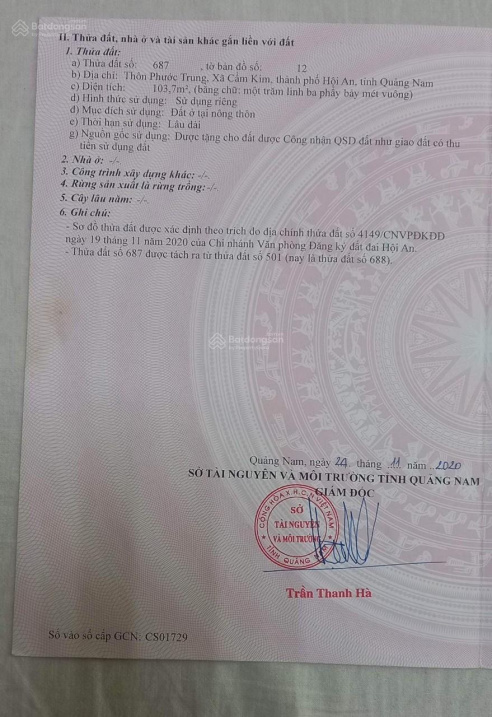 Batdongsan
II. Thửa đất, nhà ở và tài sản khác gắn liền với đất
1. Thửa đất:
a) Thửa đất số: 687 , tờ bản đồ số: 12
b) Địa chỉ: Thôn Phước Trung, Xã Cẩm Kim, thành phố Hội An, tỉnh Quảng Nam
c) Diện tích: 103,7m², (bằng chữ: một trăm linh ba phẩy bảy mét vuông)
d) Hình thức sử dụng: Sử dụng riêng
đ) Mục đích sử dụng: Đất ở tại nông thôn
e) Thời hạn sử dụng: Lâu dài
g) Nguồn gốc sử dụng: Được tặng cho đất được Công nhận QSD đất như giao đất có thu
tiền sử dụng đất
2. Nhà ở: -/-
3. Công trình xây dựng khác: -/-
4. Rừng sản xuất là rừng trồng: -/-
5. Cây lâu năm: -/-
6. Ghi chú:
- Sơ đồ thửa đất được xác định theo trích đo địa chính thửa đất số 4149/CNVPĐKĐĐ
ngày 19 tháng 11 năm 2020 của Chi nhánh Văn phòng Đăng ký đất đai Hội An.
- Thửa đất số 687 được tách ra từ thửa đất số 501 (nay là thửa đất số 688).
Batdongsan
Quảng Nam, ngày 24 tháng 11 năm 2020
SỞ TÀI NGUYÊN VÀ MÔI TRƯỜNG TỈNH QUẢNG NAM
GIÁM ĐỐC
CỘNG HÒA X.H.C.N VIỆT NAM
SỞ
TÀI NGUYÊN
VÀ MÔI TRƯỜNG
TỈNH QUẢNG NAM
Trần Thanh Hà
Số vào sổ cấp GCN: CS01729